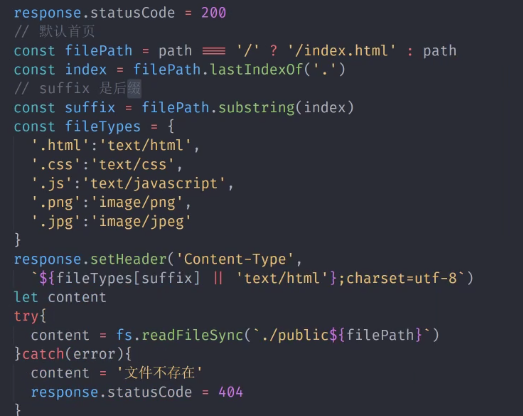 response.statusCode = 200
// 默认首页
const filePath = path === '/' ? '/index.html' : path
const index = filePath.lastIndexOf('.')
// suffix 是后缀
const suffix = filePath.substring(index)
const fileTypes = {
  '.html':'text/html',
  '.css':'text/css',
  '.js':'text/javascript',
  '.png':'image/png',
  '.jpg':'image/jpeg'
}
response.setHeader('Content-Type',
  `${fileTypes[suffix] || 'text/html'};charset=utf-8`)
let content
try{
  content = fs.readFileSync(`./public${filePath}`)
}catch(error){
  content = '文件不存在'
  response.statusCode = 404
}